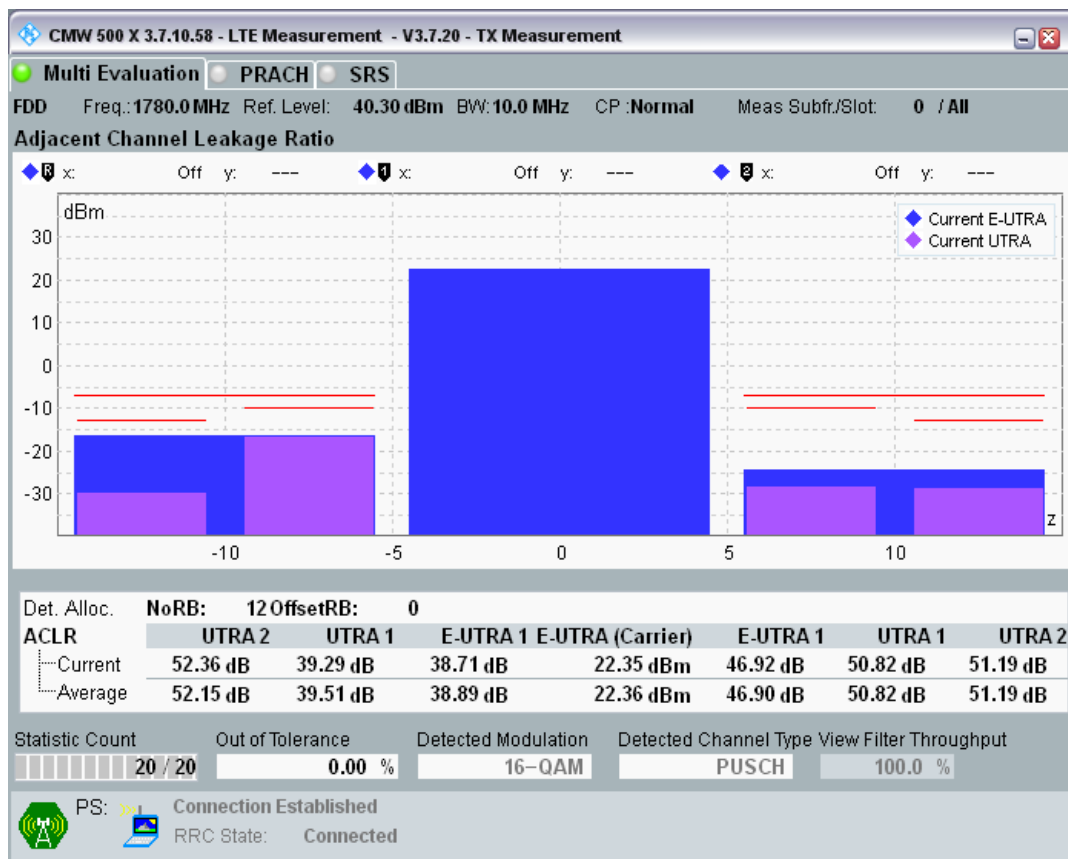 CMW 500 X 3.7.10.58 - LTE Measurement - V3.7.20 - TX Measurement
Multi Evaluation PRACH SRS
FDD Freq.:1780.0 MHz Ref. Level: 40.30 dBm BW:10.0 MHz CP :Normal Meas Subfr./Slot: 0 / All
Adjacent Channel Leakage Ratio
R x: Off y: --- 1 x: Off y: --- 2 x: Off y: ---
dBm
Current E-UTRA
Current UTRA
30
20
10
0
-10
-20
-30
z
-10 -5 0 5 10
Det. Alloc. NoRB: 12 OffsetRB: 0
ACLR UTRA 2 UTRA 1 E-UTRA 1 E-UTRA (Carrier) E-UTRA 1 UTRA 1 UTRA 2
Current 52.36 dB 39.29 dB 38.71 dB 22.35 dBm 46.92 dB 50.82 dB 51.19 dB
Average 52.15 dB 39.51 dB 38.89 dB 22.36 dBm 46.90 dB 50.82 dB 51.19 dB
Statistic Count Out of Tolerance Detected Modulation Detected Channel Type View Filter Throughput
20 / 20 0.00 % 16-QAM PUSCH 100.0 %
PS: Connection Established
RRC State: Connected